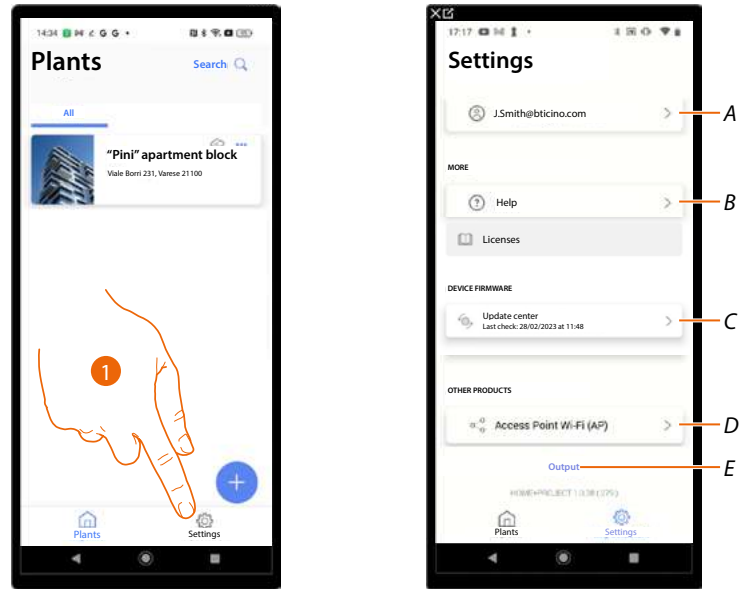 14:34
Plants
Search
All
“Pini” apartment block
Viale Borri 231, Varese 21100
1
+
Plants
Settings
17:17
Settings
J.Smith@bticino.com
A
MORE
Help
B
Licenses
DEVICE FIRMWARE
Update center
Last check: 28/02/2023 at 11:48
C
OTHER PRODUCTS
Access Point Wi-Fi (AP)
D
Output
E
HOME+PROJECT
Plants
Settings